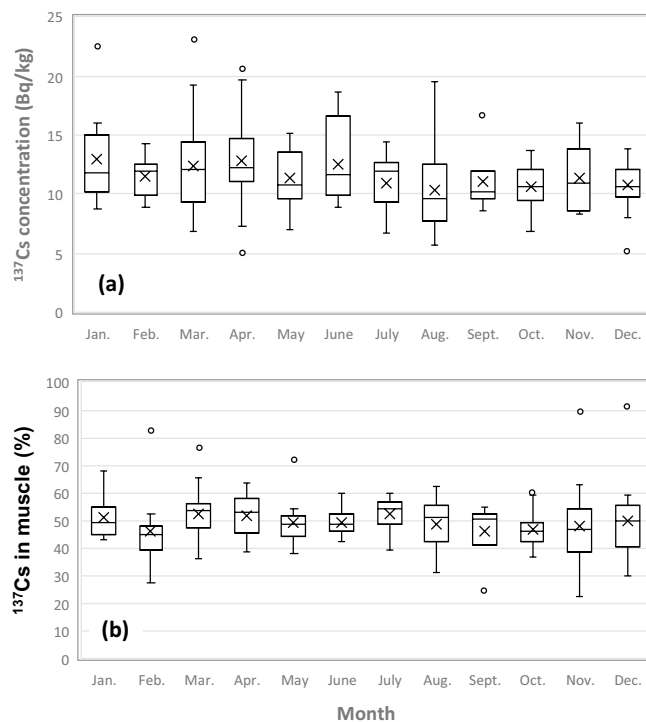 25
20
15
10
5
0
¹³⁷Cs concentration (Bq/kg)
(a)
Jan. Feb. Mar. Apr. May June July Aug. Sept. Oct. Nov. Dec.
100
90
80
70
60
50
40
30
20
10
0
¹³⁷Cs in muscle (%)
(b)
Jan. Feb. Mar. Apr. May June July Aug. Sept. Oct. Nov. Dec.
Month